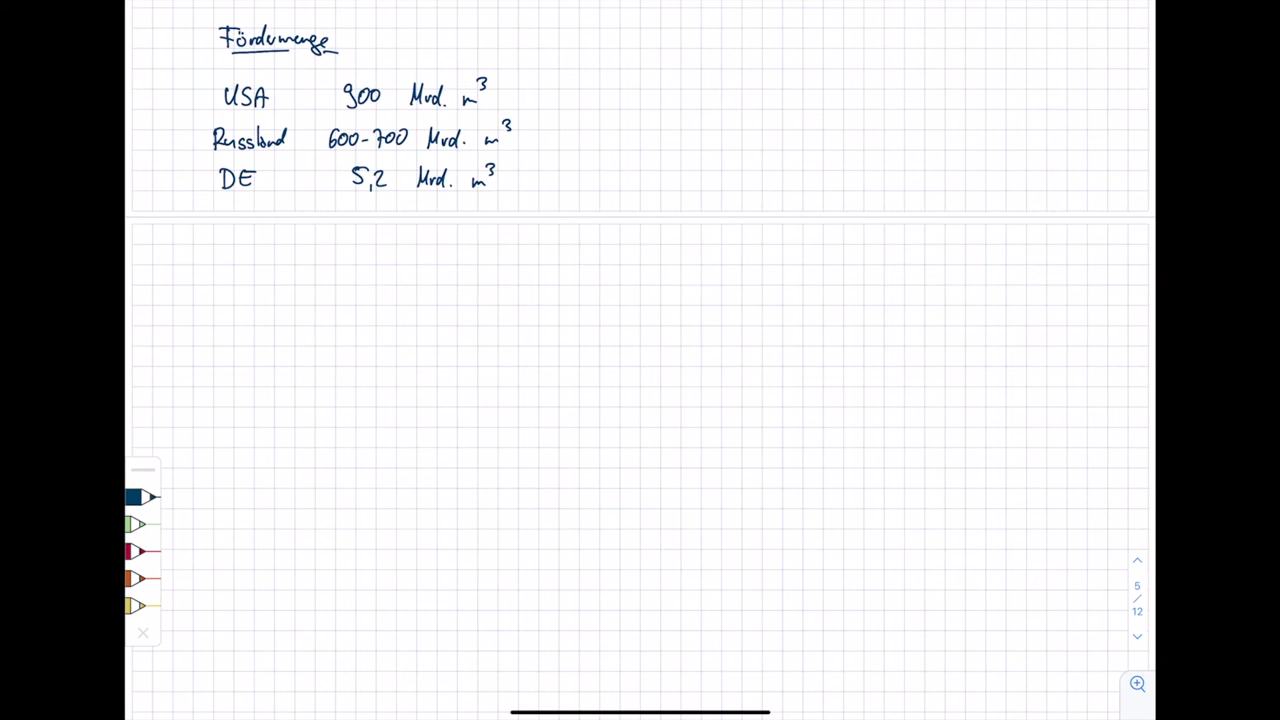 Fördermenge
USA 900 Mrd. m³
Russland 600-700 Mrd. m³
DE 5,2 Mrd. m³
5
/
12